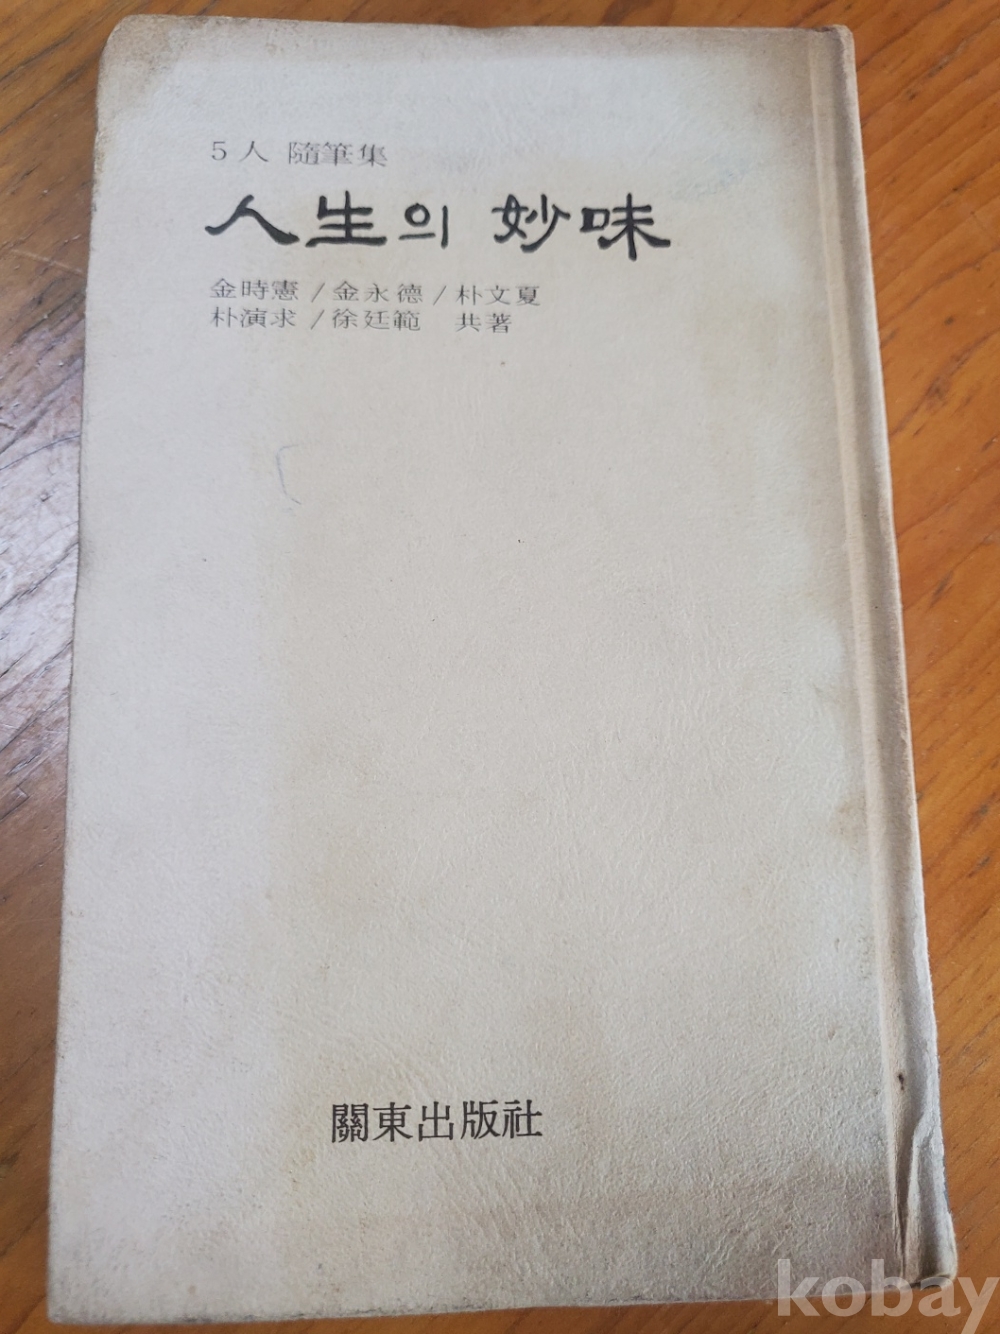 5人 隨筆集
人生의 妙味
金時憲 / 金永德 / 朴文夏
朴演求 / 徐廷範 共著
關東出版社
kobay